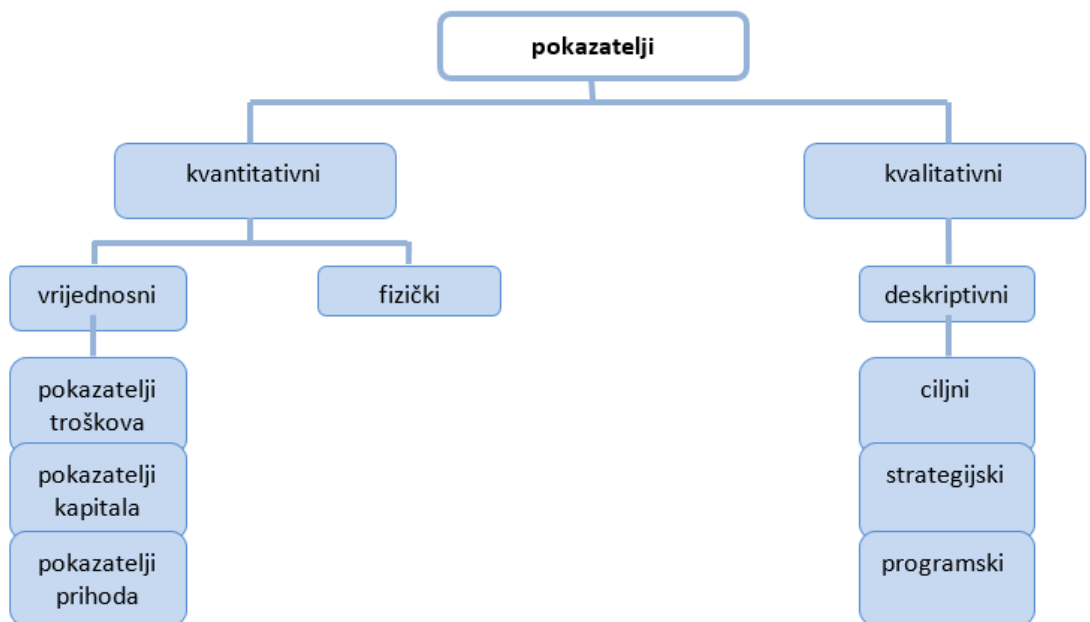 pokazatelji
kvantitativni
kvalitativni
vrijednosni
fizički
deskriptivni
pokazatelji
troškova
ciljni
pokazatelji
kapitala
strategijski
pokazatelji
prihoda
programski